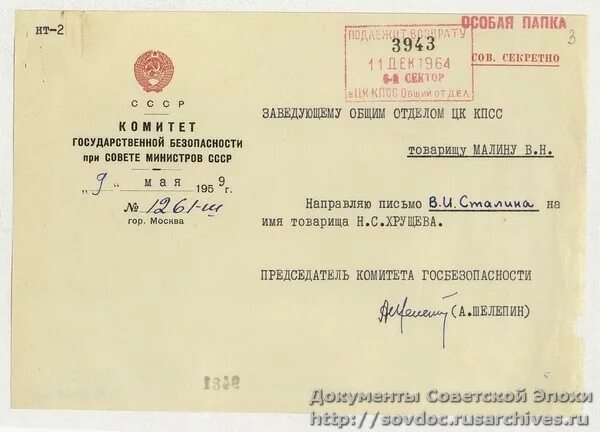 НТ-2
ОСОБАЯ ПАПКА
3
ПОДЛЕЖИТ ВОЗВРАТУ
3943
11 ДЕК 1964
6-й СЕКТОР
в ЦК КПСС Общий отдел
СОВ. СЕКРЕТНО
СССР
КОМИТЕТ
ГОСУДАРСТВЕННОЙ БЕЗОПАСНОСТИ
при СОВЕТЕ МИНИСТРОВ СССР
„9" мая 1959 г.
№ 1261-ш
гор. Москва
ЗАВЕДУЮЩЕМУ ОБЩИМ ОТДЕЛОМ ЦК КПСС
товарищу МАЛИНУ В.Н.
Направляю письмо В.И.Сталина на
имя товарища Н.С.ХРУЩЕВА.
ПРЕДСЕДАТЕЛЬ КОМИТЕТА ГОСБЕЗОПАСНОСТИ
(А.ШЕЛЕПИН)
9481
Документы Советской Эпохи
http://sovdoc.rusarchives.ru